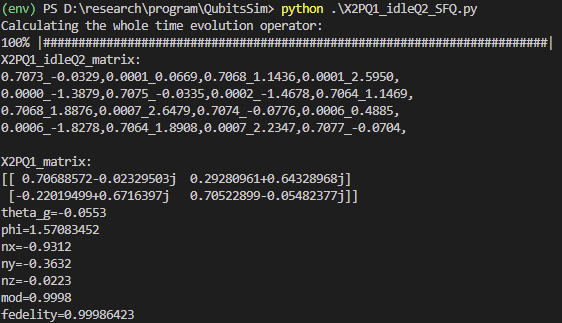 (env) PS D:\research\program\QubitsSim> python .\X2PQ1_idleQ2_SFQ.py
Calculating the whole time evolution operator:
100% |########################################################################|
X2PQ1_idleQ2_matrix:
0.7073_-0.0329,0.0001_0.0669,0.7068_1.1436,0.0001_2.5950,
0.0000_-1.3879,0.7075_-0.0335,0.0002_-1.4678,0.7064_1.1469,
0.7068_1.8876,0.0007_2.6479,0.7074_-0.0776,0.0006_0.4885,
0.0006_-1.8278,0.7064_1.8908,0.0007_2.2347,0.7077_-0.0704,
X2PQ1_matrix:
[[ 0.70688572-0.02329503j  0.29280961+0.64328968j]
 [-0.22019499+0.6716397j   0.70522899-0.05482377j]]
theta_g=-0.0553
phi=1.57083452
nx=-0.9312
ny=-0.3632
nz=-0.0223
mod=0.9998
fedelity=0.99986423